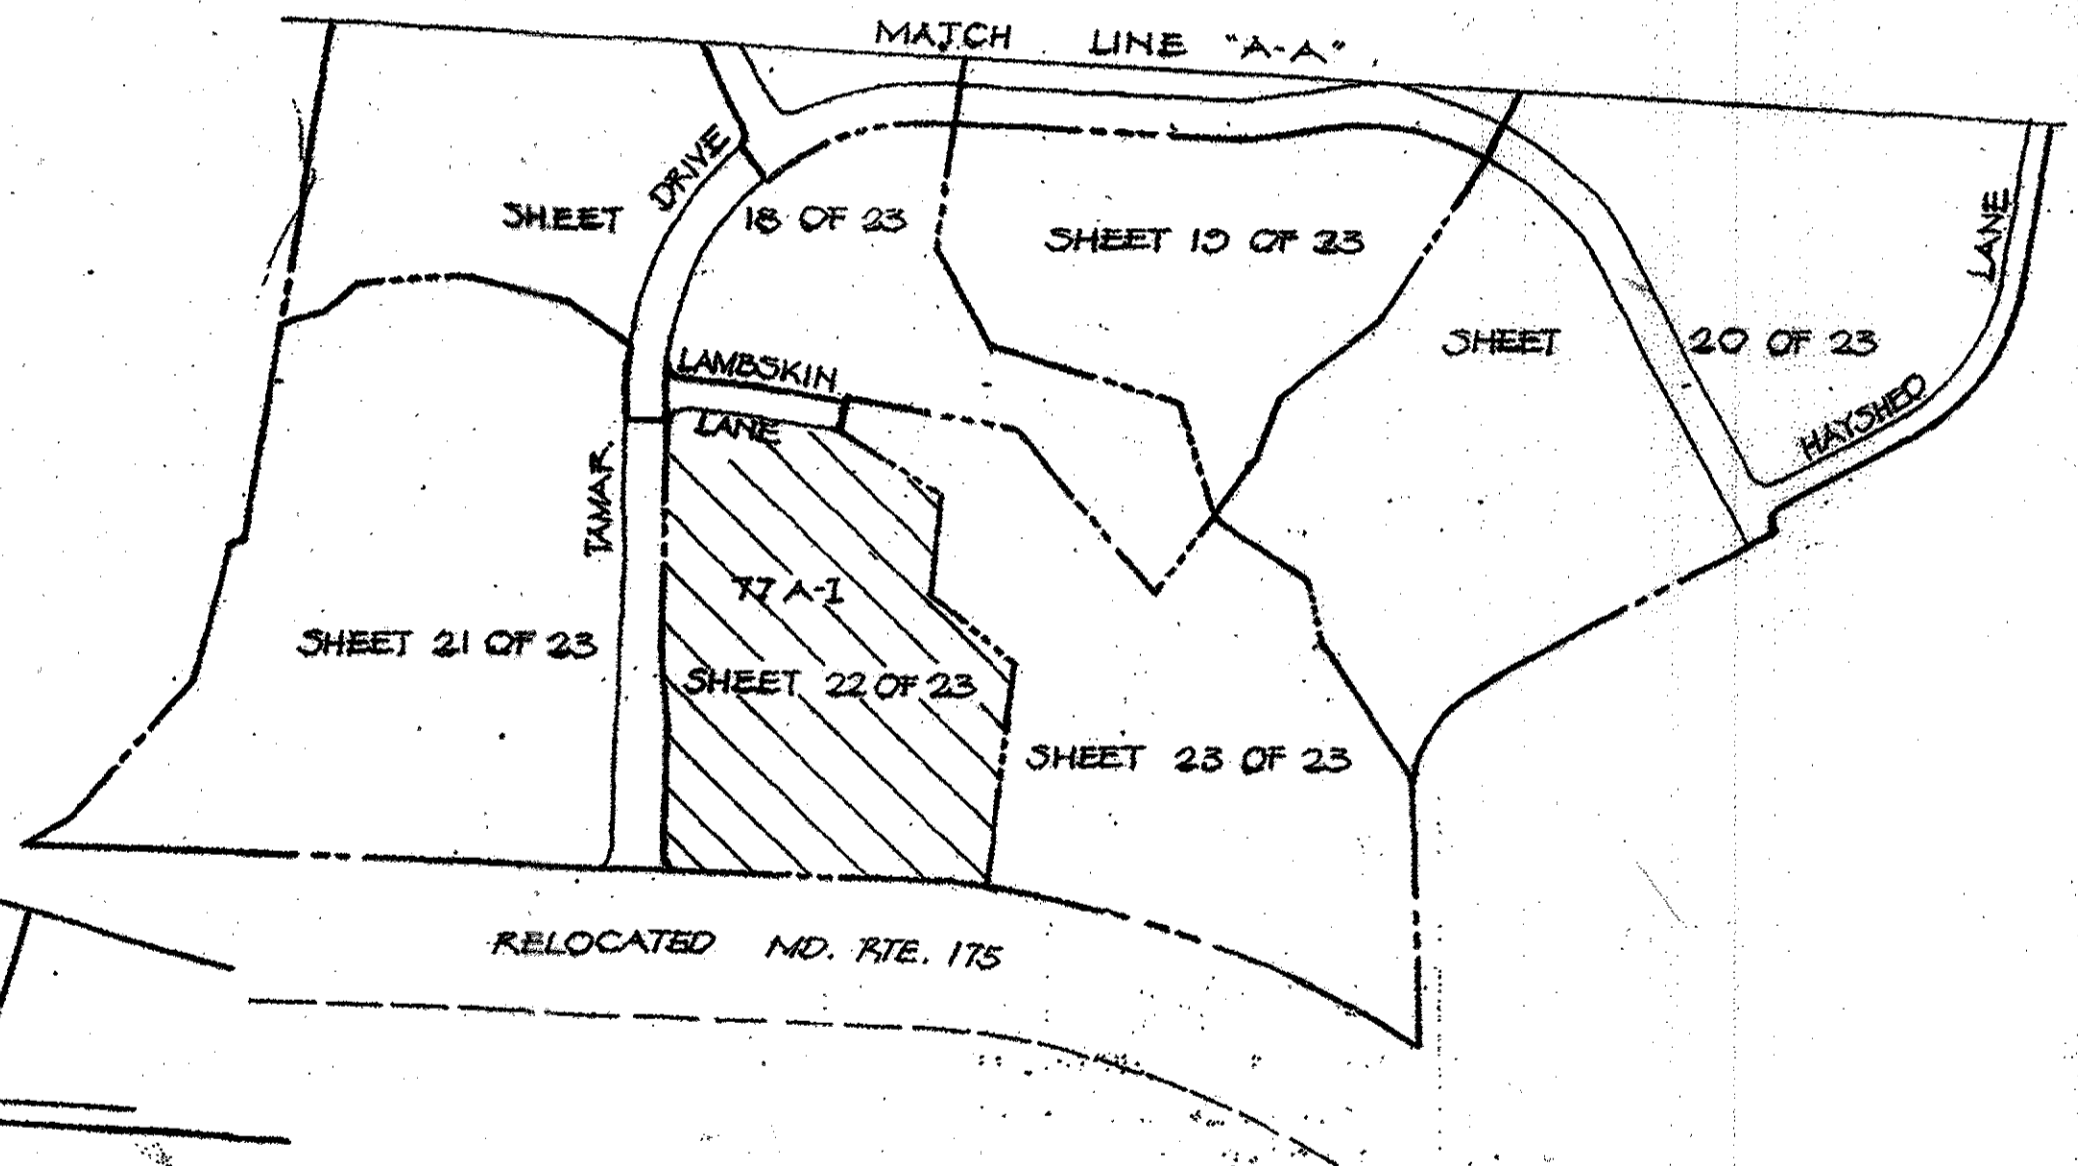 MATCH LINE "A-A"
DRIVE
SHEET 18 OF 23
SHEET 19 OF 23
LANE
SHEET 20 OF 23
LAMBSKIN
LANE
HAYSHED
TAMAR
77 A-I
SHEET 21 OF 23
SHEET 22 OF 23
SHEET 23 OF 23
RELOCATED MD. RTE. 175